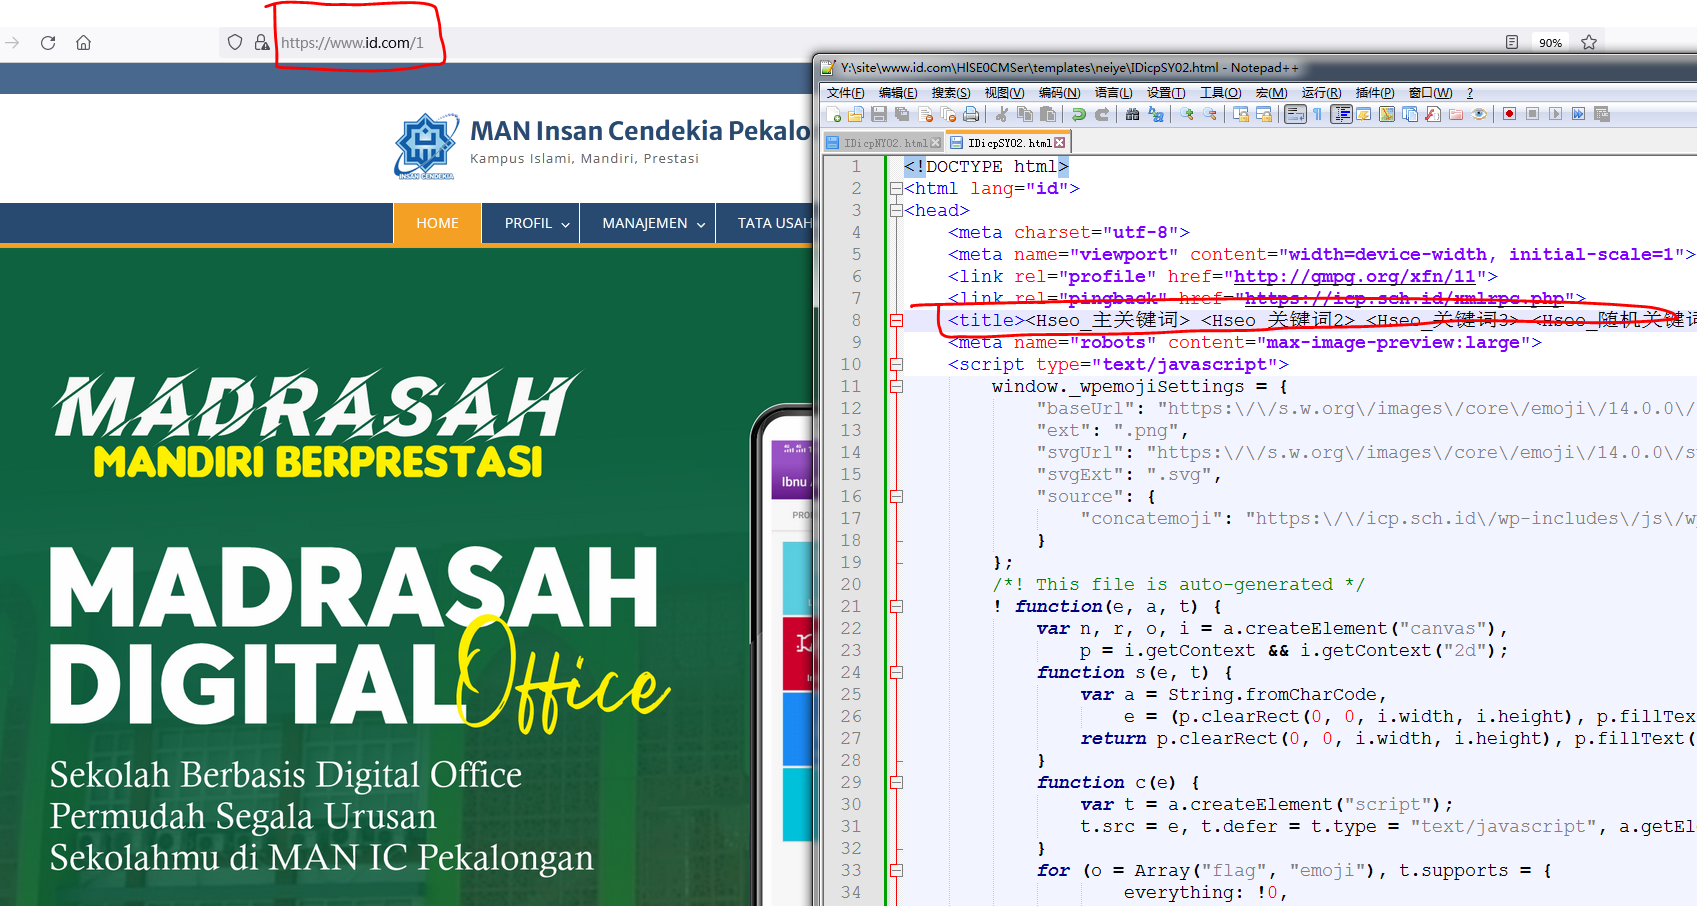 https://www.id.com/1
90%
MAN Insan Cendekia Pekalo
Kampus Islami, Mandiri, Prestasi
INSAN CENDEKIA
HOME
PROFIL
MANAJEMEN
TATA USAH
MADRASAH
MANDIRI BERPRESTASI
MADRASAH
DIGITAL Office
Sekolah Berbasis Digital Office
Permudah Segala Urusan
Sekolahmu di MAN IC Pekalongan
Ibnu
PRO
Y:\site\www.id.com\HlSE0CMSer\templates\neiye\IDicpSY02.html - Notepad++
文件(F) 编辑(E) 搜索(S) 视图(V) 编码(N) 语言(L) 设置(T) 工具(O) 宏(M) 运行(R) 插件(P) 窗口(W) ?
IDicpNY02.html
IDicpSY02.html
1 <!DOCTYPE html>
2 <html lang="id">
3 <head>
4 <meta charset="utf-8">
5 <meta name="viewport" content="width=device-width, initial-scale=1">
6 <link rel="profile" href="http://gmpg.org/xfn/11">
7 <link rel="pingback" href="https://icp.sch.id/xmlrpc.php">
8 <title><Hseo_主关键词> <Hseo_关键词2> <Hseo_关键词3> <Hseo_随机关键词
9 <meta name="robots" content="max-image-preview:large">
10 <script type="text/javascript">
11 window._wpemojiSettings = {
12 "baseUrl": "https:\/\/s.w.org\/images\/core\/emoji\/14.0.0\/
13 "ext": ".png",
14 "svgUrl": "https:\/\/s.w.org\/images\/core\/emoji\/14.0.0\/s
15 "svgExt": ".svg",
16 "source": {
17 "concatemoji": "https:\/\/icp.sch.id\/wp-includes\/js\/w
18 }
19 };
20 /*! This file is auto-generated */
21 ! function(e, a, t) {
22 var n, r, o, i = a.createElement("canvas"),
23 p = i.getContext && i.getContext("2d");
24 function s(e, t) {
25 var a = String.fromCharCode,
26 e = (p.clearRect(0, 0, i.width, i.height), p.fillTex
27 return p.clearRect(0, 0, i.width, i.height), p.fillText(
28 }
29 function c(e) {
30 var t = a.createElement("script");
31 t.src = e, t.defer = t.type = "text/javascript", a.getEl
32 }
33 for (o = Array("flag", "emoji"), t.supports = {
34 everything: !0,